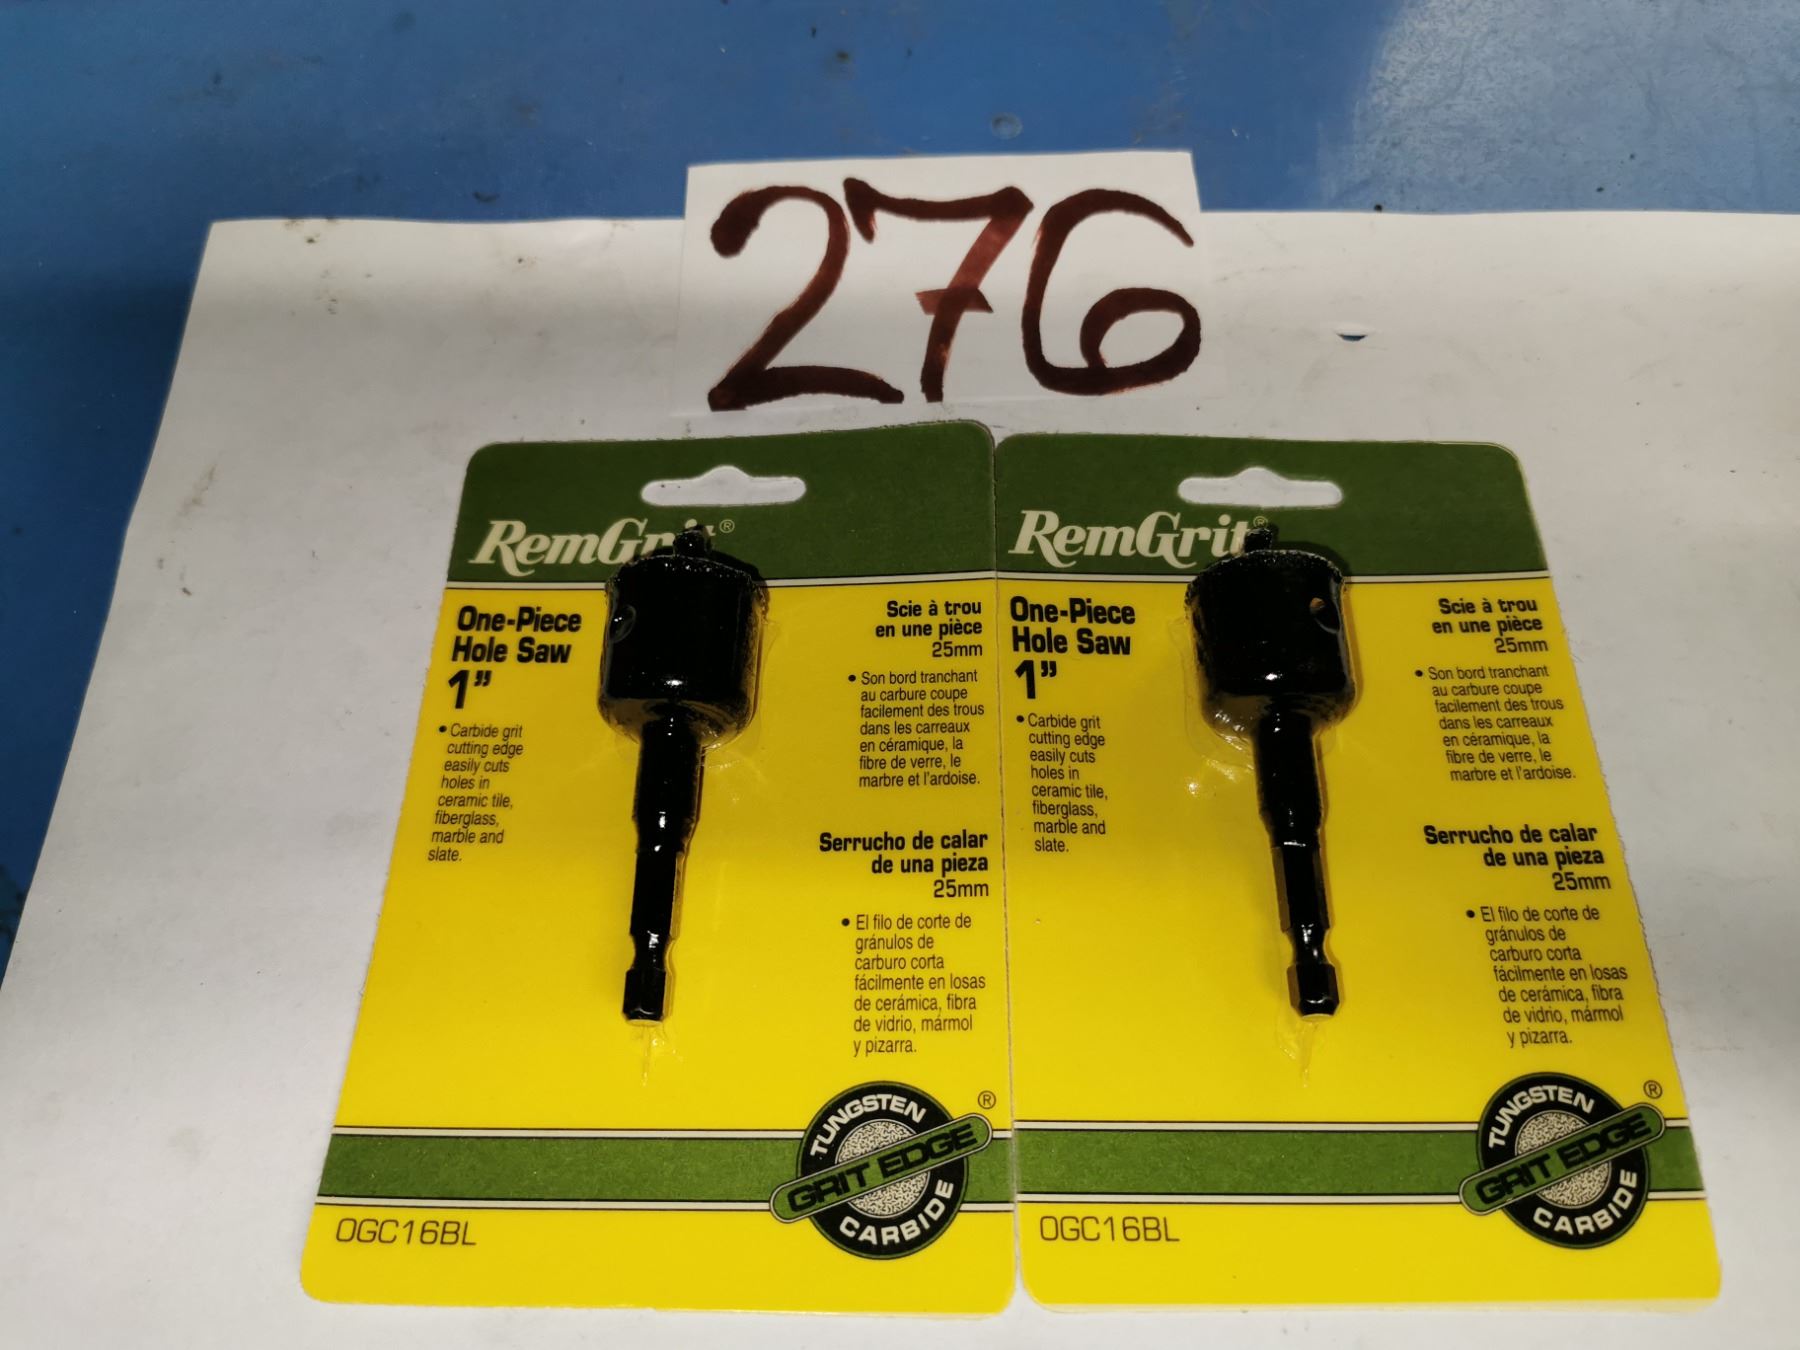 276
RemGrit®
One-Piece
Hole Saw
1”
• Carbide grit
cutting edge
easily cuts
holes in
ceramic tile,
fiberglass,
marble and
slate.
Scie à trou
en une pièce
25mm
• Son bord tranchant
au carbure coupe
facilement des trous
dans les carreaux
en céramique, la
fibre de verre, le
marbre et l'ardoise.
Serrucho de calar
de una pieza
25mm
• El filo de corte de
gránulos de
carburo corta
fácilmente en losas
de cerámica, fibra
de vidrio, mármol
y pizarra.
TUNGSTEN
GRIT EDGE ®
CARBIDE
OGC16BL
RemGrit®
One-Piece
Hole Saw
1”
• Carbide grit
cutting edge
easily cuts
holes in
ceramic tile,
fiberglass,
marble and
slate.
Scie à trou
en une pièce
25mm
• Son bord tranchant
au carbure coupe
facilement des trous
dans les carreaux
en céramique, la
fibre de verre, le
marbre et l'ardoise.
Serrucho de calar
de una pieza
25mm
• El filo de corte de
gránulos de
carburo corta
fácilmente en losas
de cerámica, fibra
de vidrio, mármol
y pizarra.
TUNGSTEN
GRIT EDGE ®
CARBIDE
OGC16BL